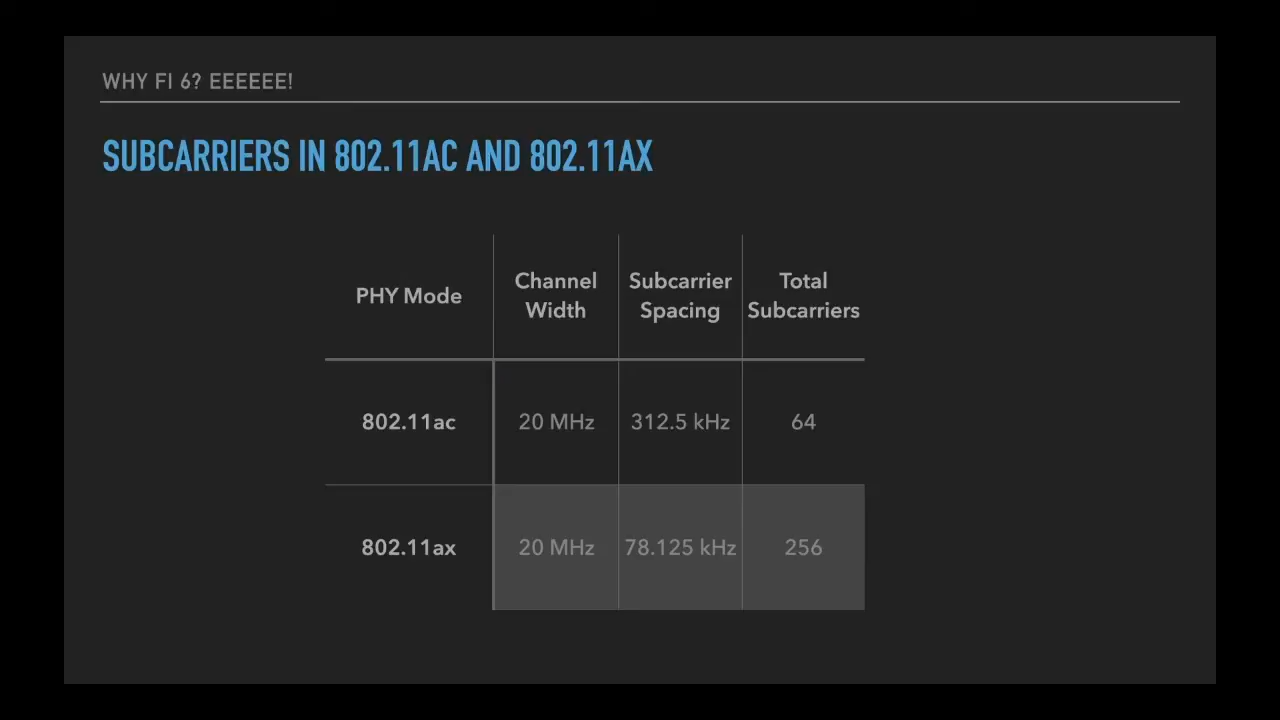 WHY FI 6? EEEEEE!
SUBCARRIERS IN 802.11AC AND 802.11AX
PHY Mode
Channel
Width
Subcarrier
Spacing
Total
Subcarriers
802.11ac
20 MHz
312.5 kHz
64
802.11ax
20 MHz
78.125 kHz
256